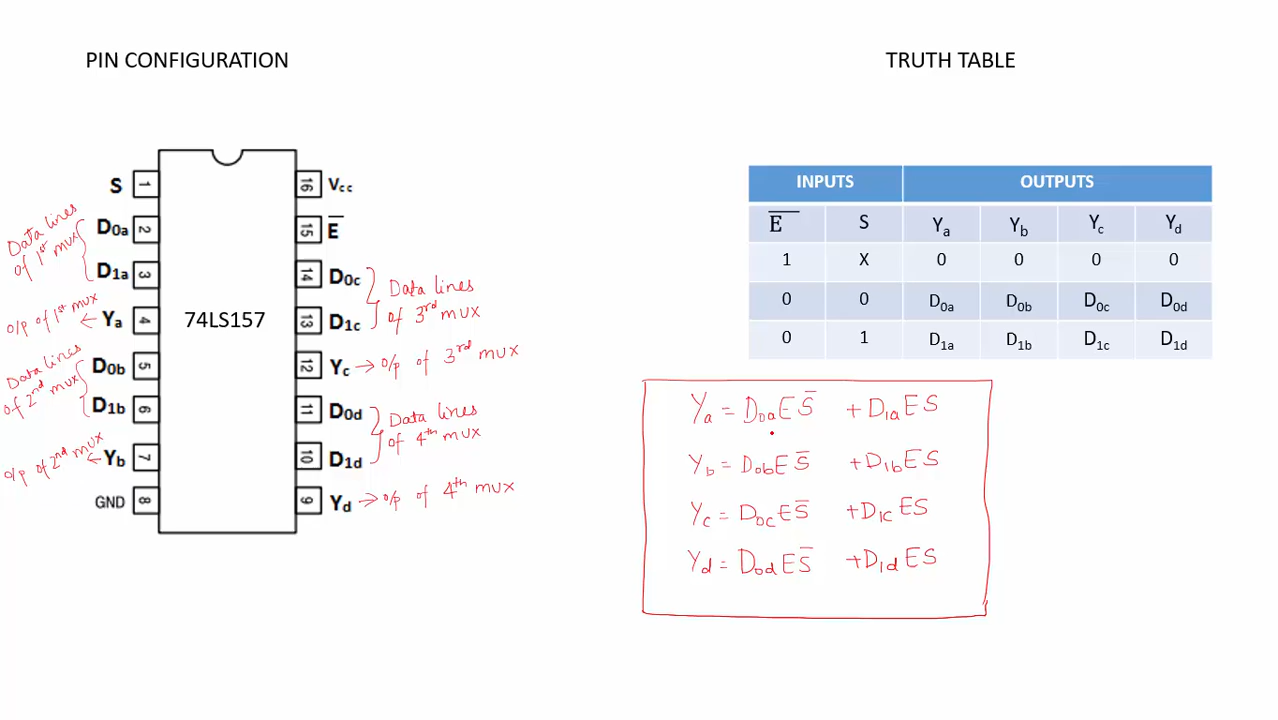 PIN CONFIGURATION
TRUTH TABLE
S 1
D0a 2
D1a 3
Ya 4
D0b 5
D1b 6
Yb 7
GND 8
74LS157
16 Vcc
15 E̅
14 D0c
13 D1c
12 Yc
11 D0d
10 D1d
9 Yd
Data lines
of 1st mux
o/p of 1st mux
Data lines
of 2nd mux
o/p of 2nd mux
Data lines
of 3rd mux
o/p of 3rd mux
Data lines
of 4th mux
o/p of 4th mux
INPUTS OUTPUTS
E̅ S Ya Yb Yc Yd
1 X 0 0 0 0
0 0 D0a D0b D0c D0d
0 1 D1a D1b D1c D1d
Ya = D0aES̅ + D1aES
Yb = D0bES̅ + D1bES
Yc = D0cES̅ + D1cES
Yd = D0dES̅ + D1dES